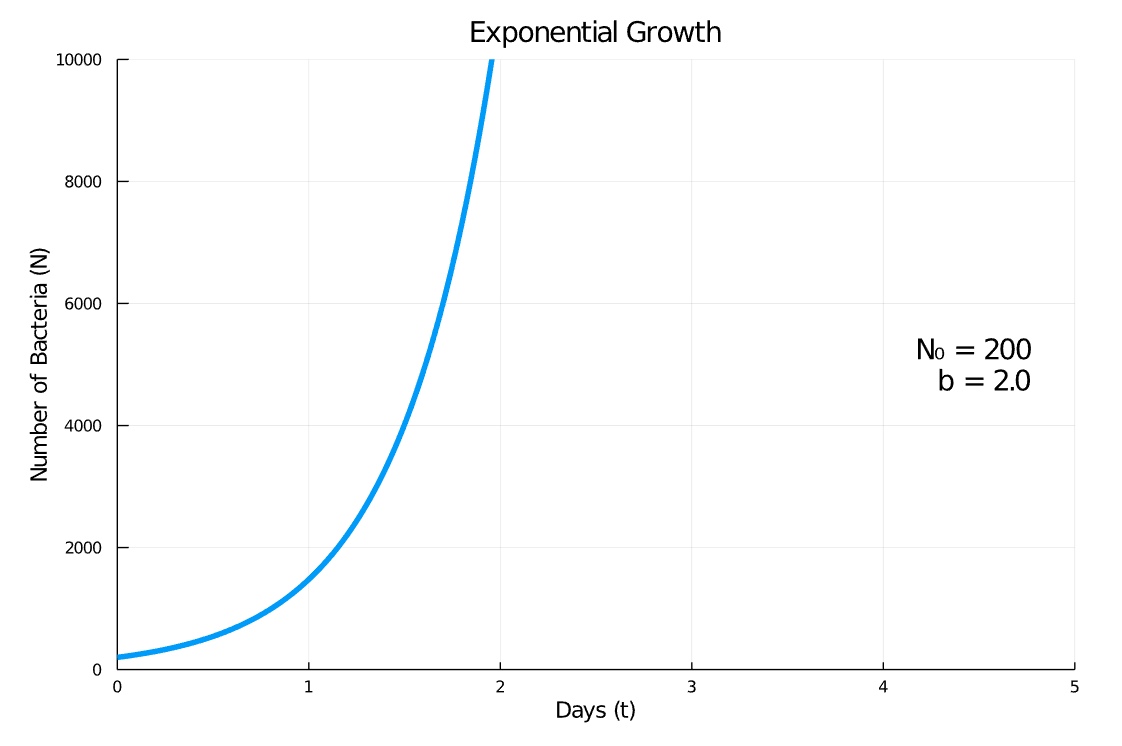 Exponential Growth
10000
8000
6000
4000
2000
0
Number of Bacteria (N)
N₀ = 200
b = 2.0
0 1 2 3 4 5
Days (t)